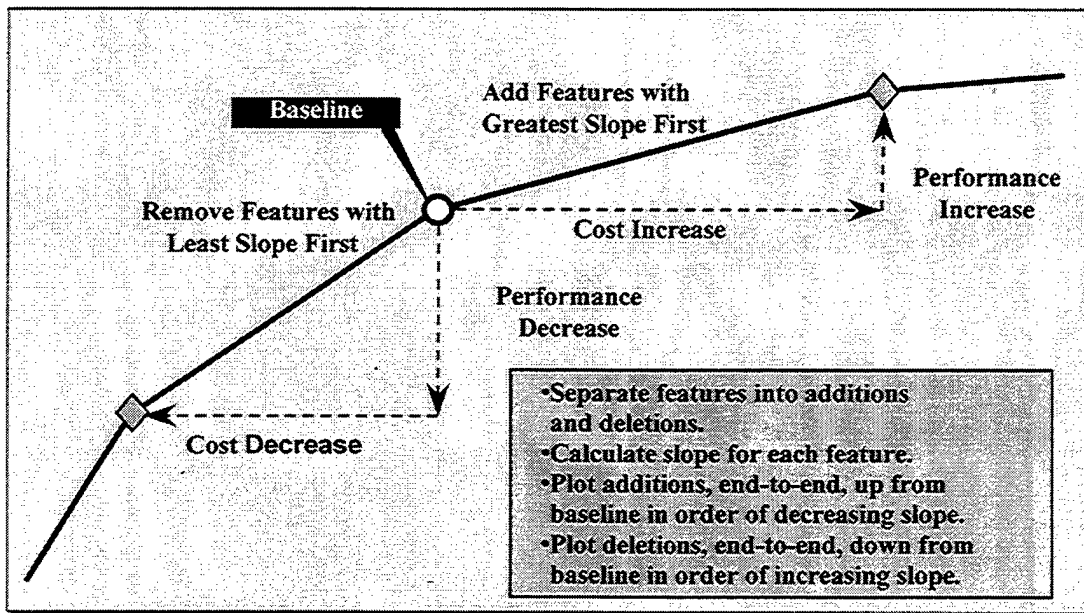 Baseline
Add Features with
Greatest Slope First
Performance
Increase
Remove Features with
Least Slope First
Cost Increase
Performance
Decrease
Cost Decrease
•Separate features into additions
and deletions.
•Calculate slope for each feature.
•Plot additions, end-to-end, up from
baseline in order of decreasing slope.
•Plot deletions, end-to-end, down from
baseline in order of increasing slope.